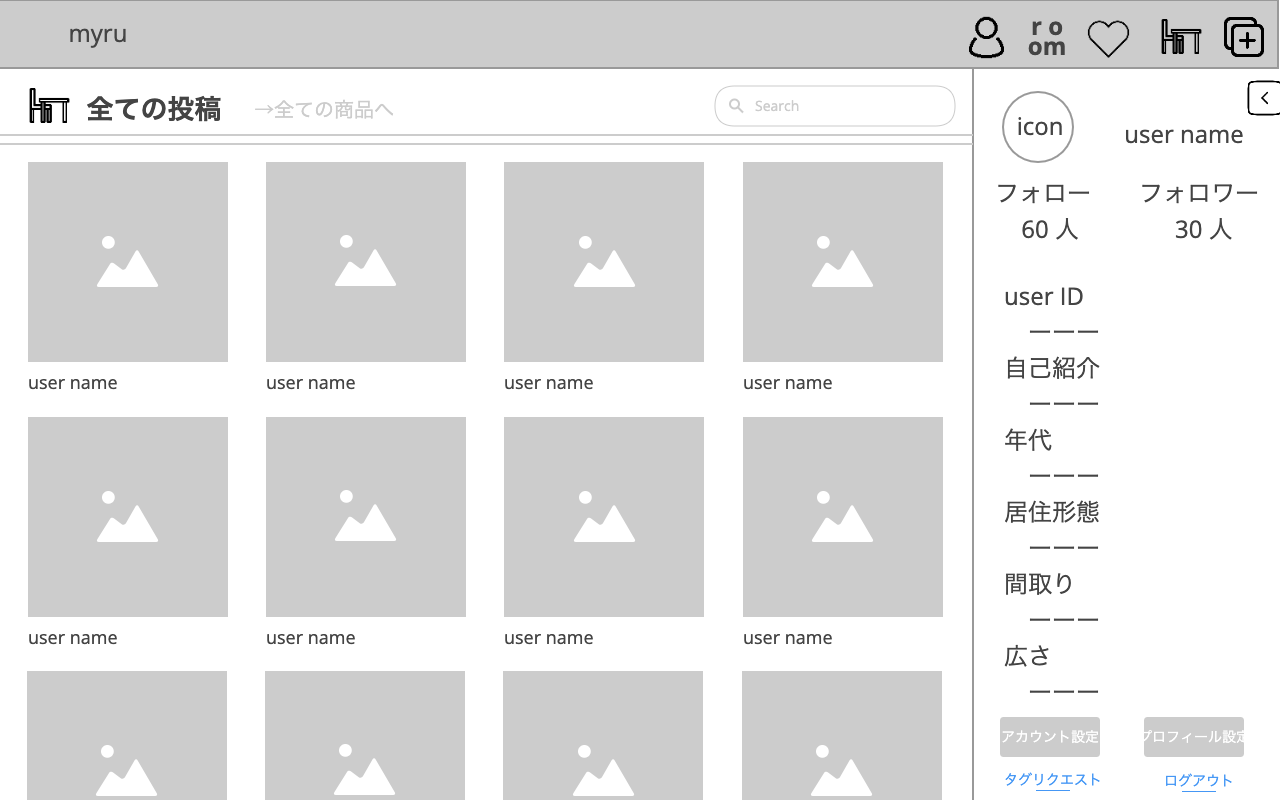 myru
r o
om
全ての投稿
→全ての商品へ
Search
user name
user name
user name
user name
user name
user name
user name
user name
icon
user name
フォロー
フォロワー
60 人
30 人
user ID
ーーー
自己紹介
ーーー
年代
ーーー
居住形態
ーーー
間取り
ーーー
広さ
ーーー
アカウント設定
プロフィール設定
タグリクエスト
ログアウト